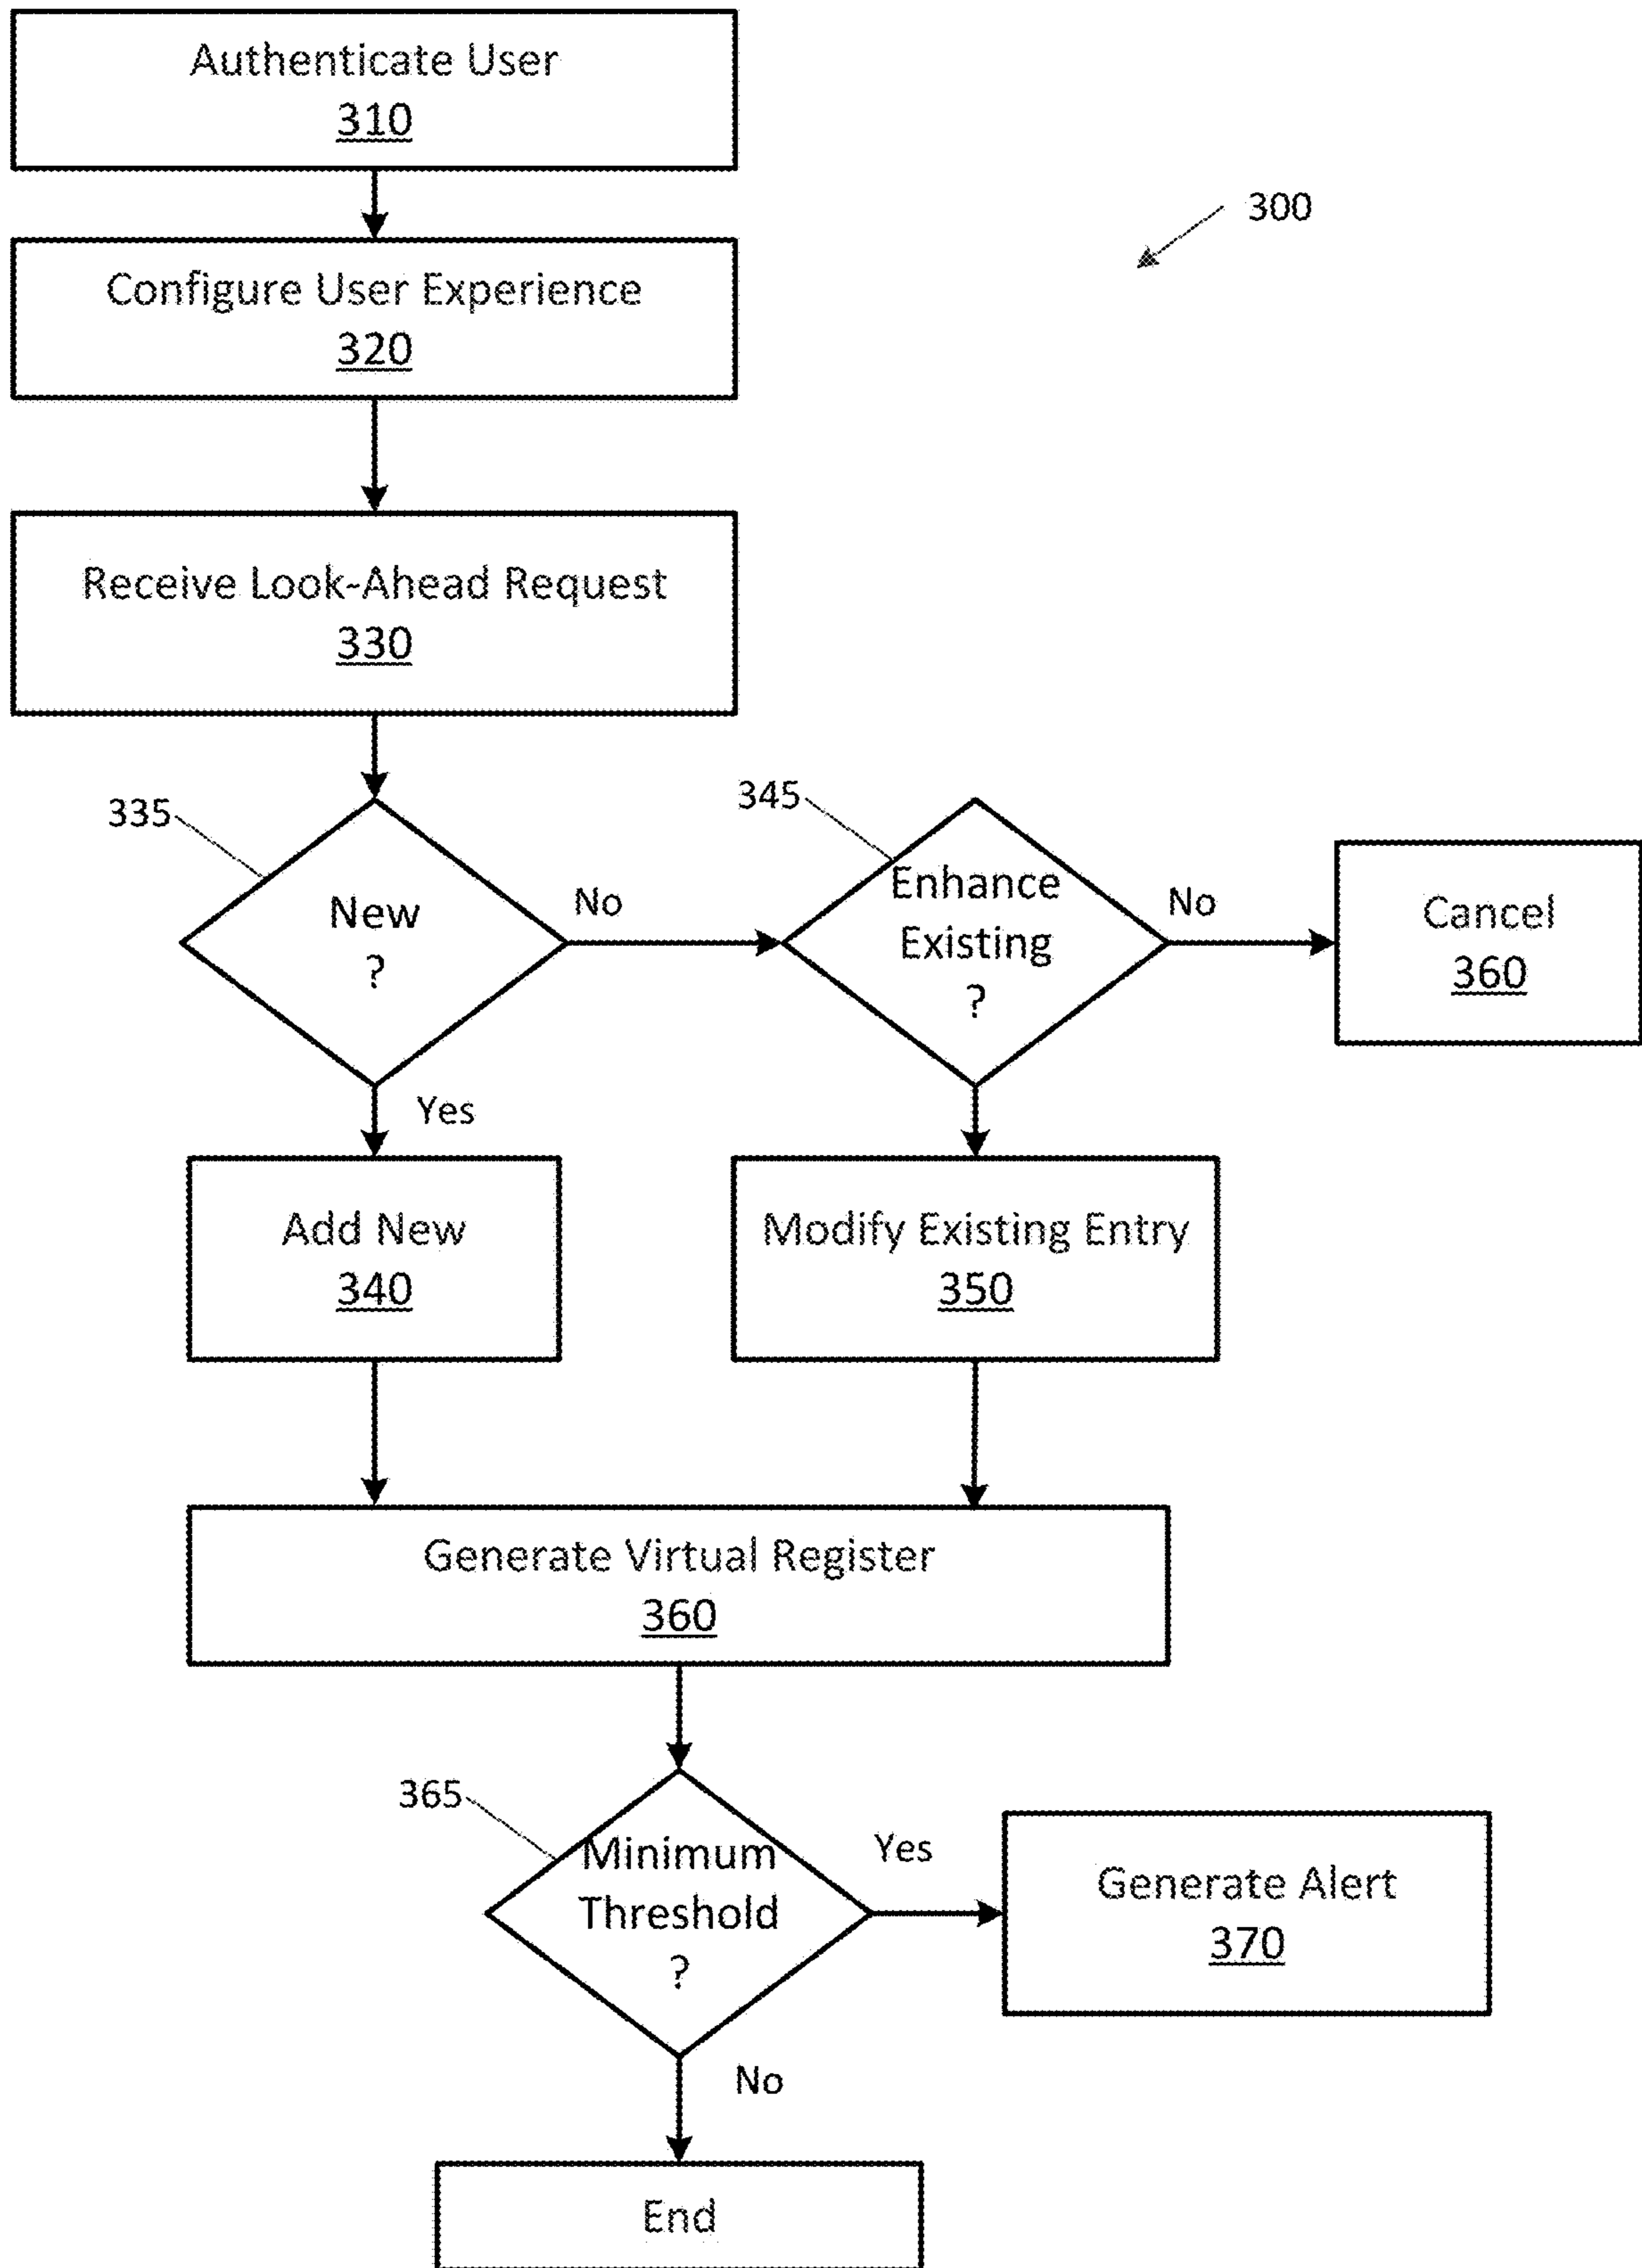 Authenticate User
310
300
Configure User Experience
320
Receive Look-Ahead Request
330
335
New
?
No
345
Enhance
Existing
?
No
Cancel
360
Yes
Add New
340
Modify Existing Entry
350
Generate Virtual Register
360
365
Minimum
Threshold
?
Yes
Generate Alert
370
No
End